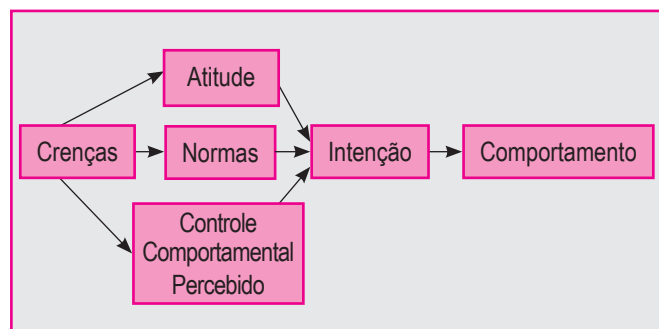 Atitude
Crenças
Normas
Intenção
Comportamento
Controle
Comportamental
Percebido